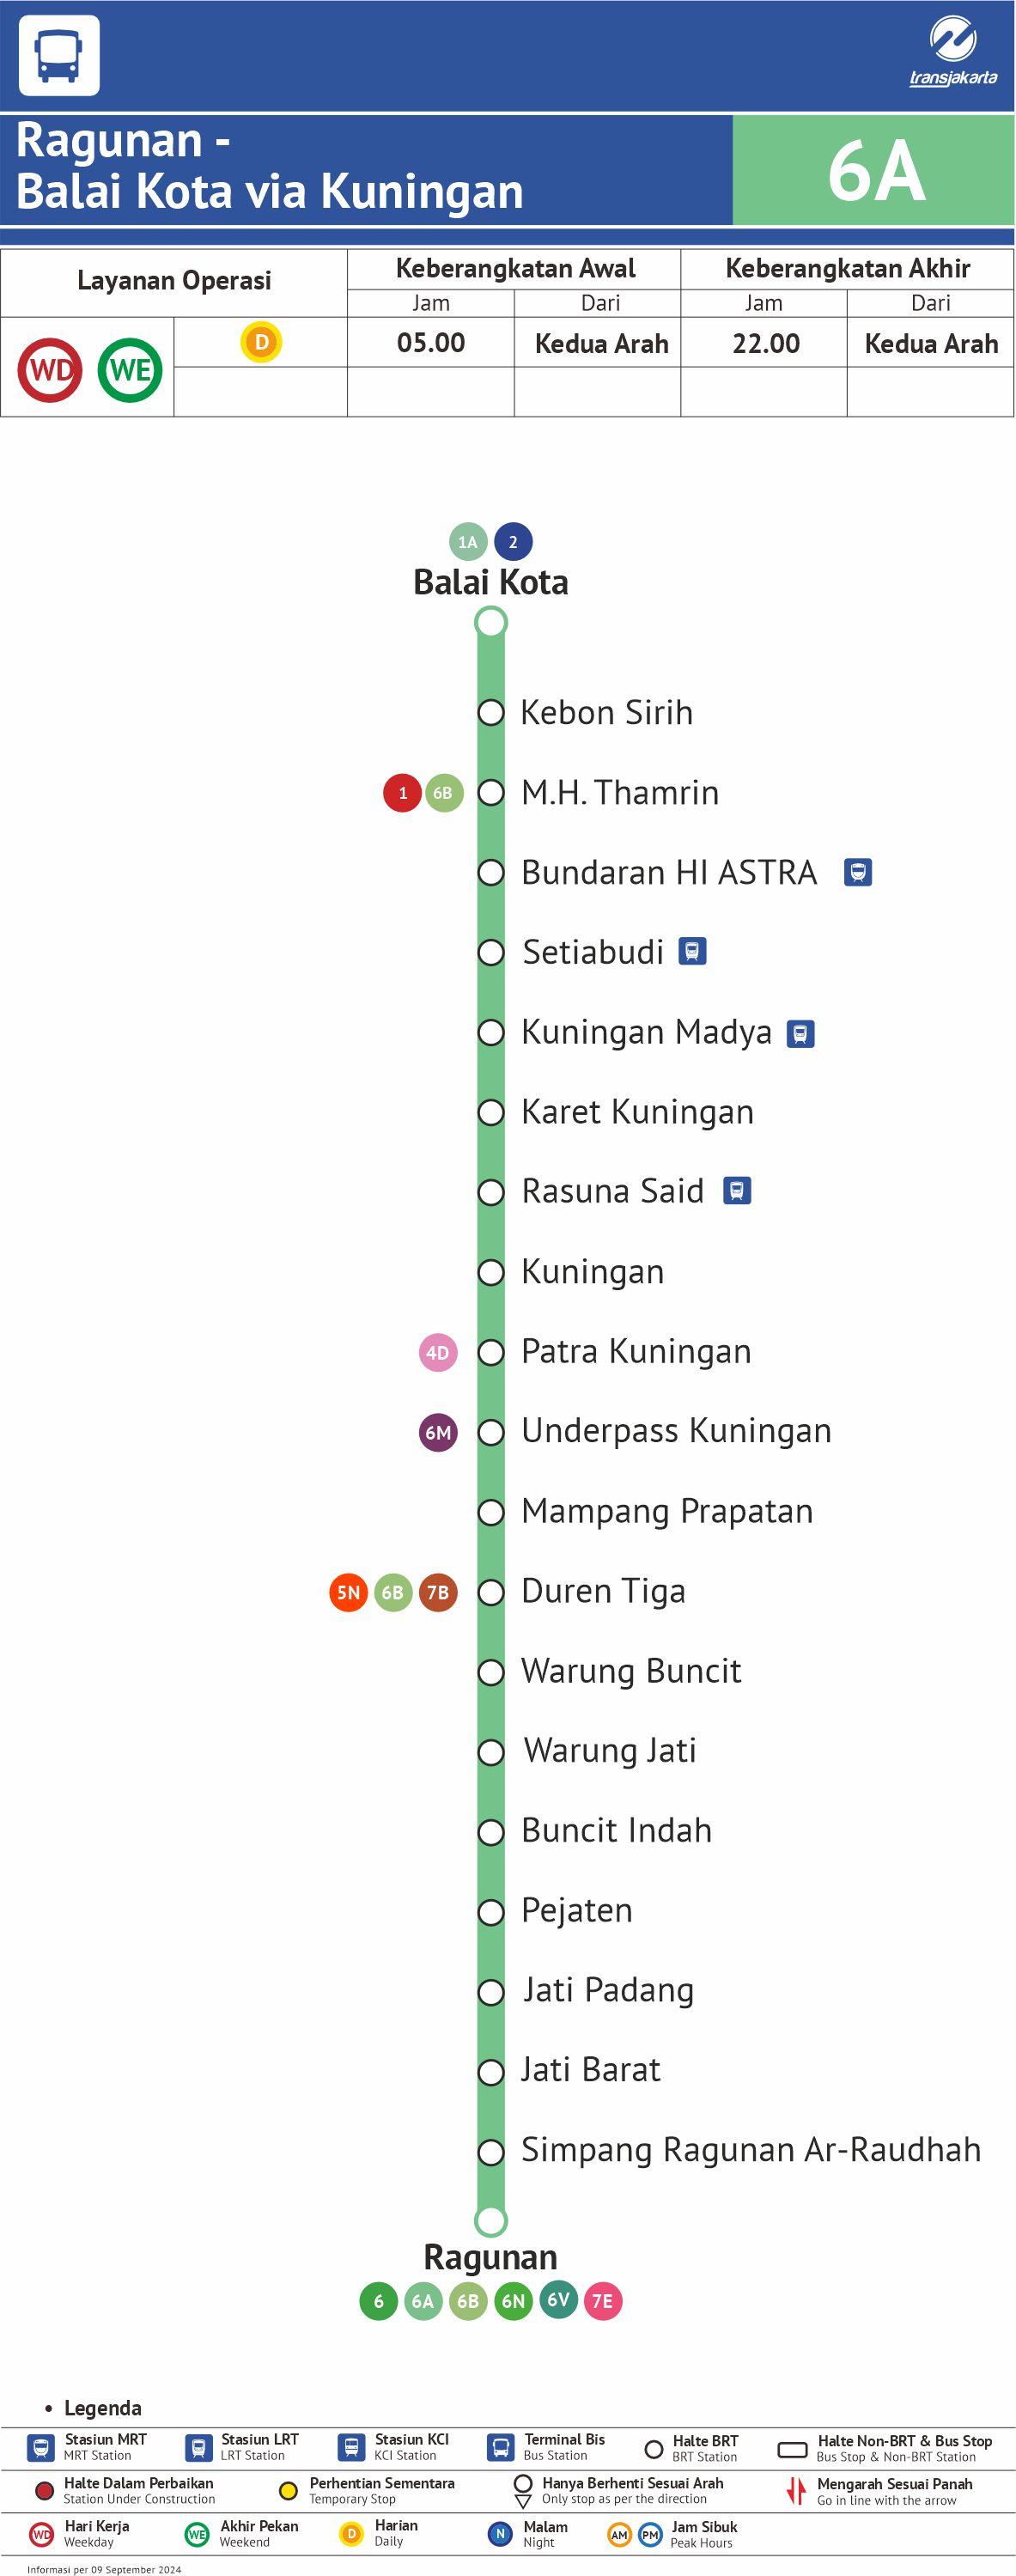 transjakarta
Ragunan -
Balai Kota via Kuningan
6A
Layanan Operasi
Keberangkatan Awal
Keberangkatan Akhir
Jam
Dari
Jam
Dari
WD
WE
D
05.00
Kedua Arah
22.00
Kedua Arah
1A 2
Balai Kota
Kebon Sirih
1 6B M.H. Thamrin
Bundaran HI ASTRA
Setiabudi
Kuningan Madya
Karet Kuningan
Rasuna Said
Kuningan
4D Patra Kuningan
6M Underpass Kuningan
Mampang Prapatan
5N 6B 7B Duren Tiga
Warung Buncit
Warung Jati
Buncit Indah
Pejaten
Jati Padang
Jati Barat
Simpang Ragunan Ar-Raudhah
Ragunan
6 6A 6B 6N 6V 7E
• Legenda
Stasiun MRT
MRT Station
Stasiun LRT
LRT Station
Stasiun KCI
KCI Station
Terminal Bis
Bus Station
Halte BRT
BRT Station
Halte Non-BRT & Bus Stop
Bus Stop & Non-BRT Station
Halte Dalam Perbaikan
Station Under Construction
Perhentian Sementara
Temporary Stop
Hanya Berhenti Sesuai Arah
Only stop as per the direction
Mengarah Sesuai Panah
Go in line with the arrow
WD
Hari Kerja
Weekday
WE
Akhir Pekan
Weekend
D
Harian
Daily
N
Malam
Night
AM PM
Jam Sibuk
Peak Hours
Informasi per 09 September 2024